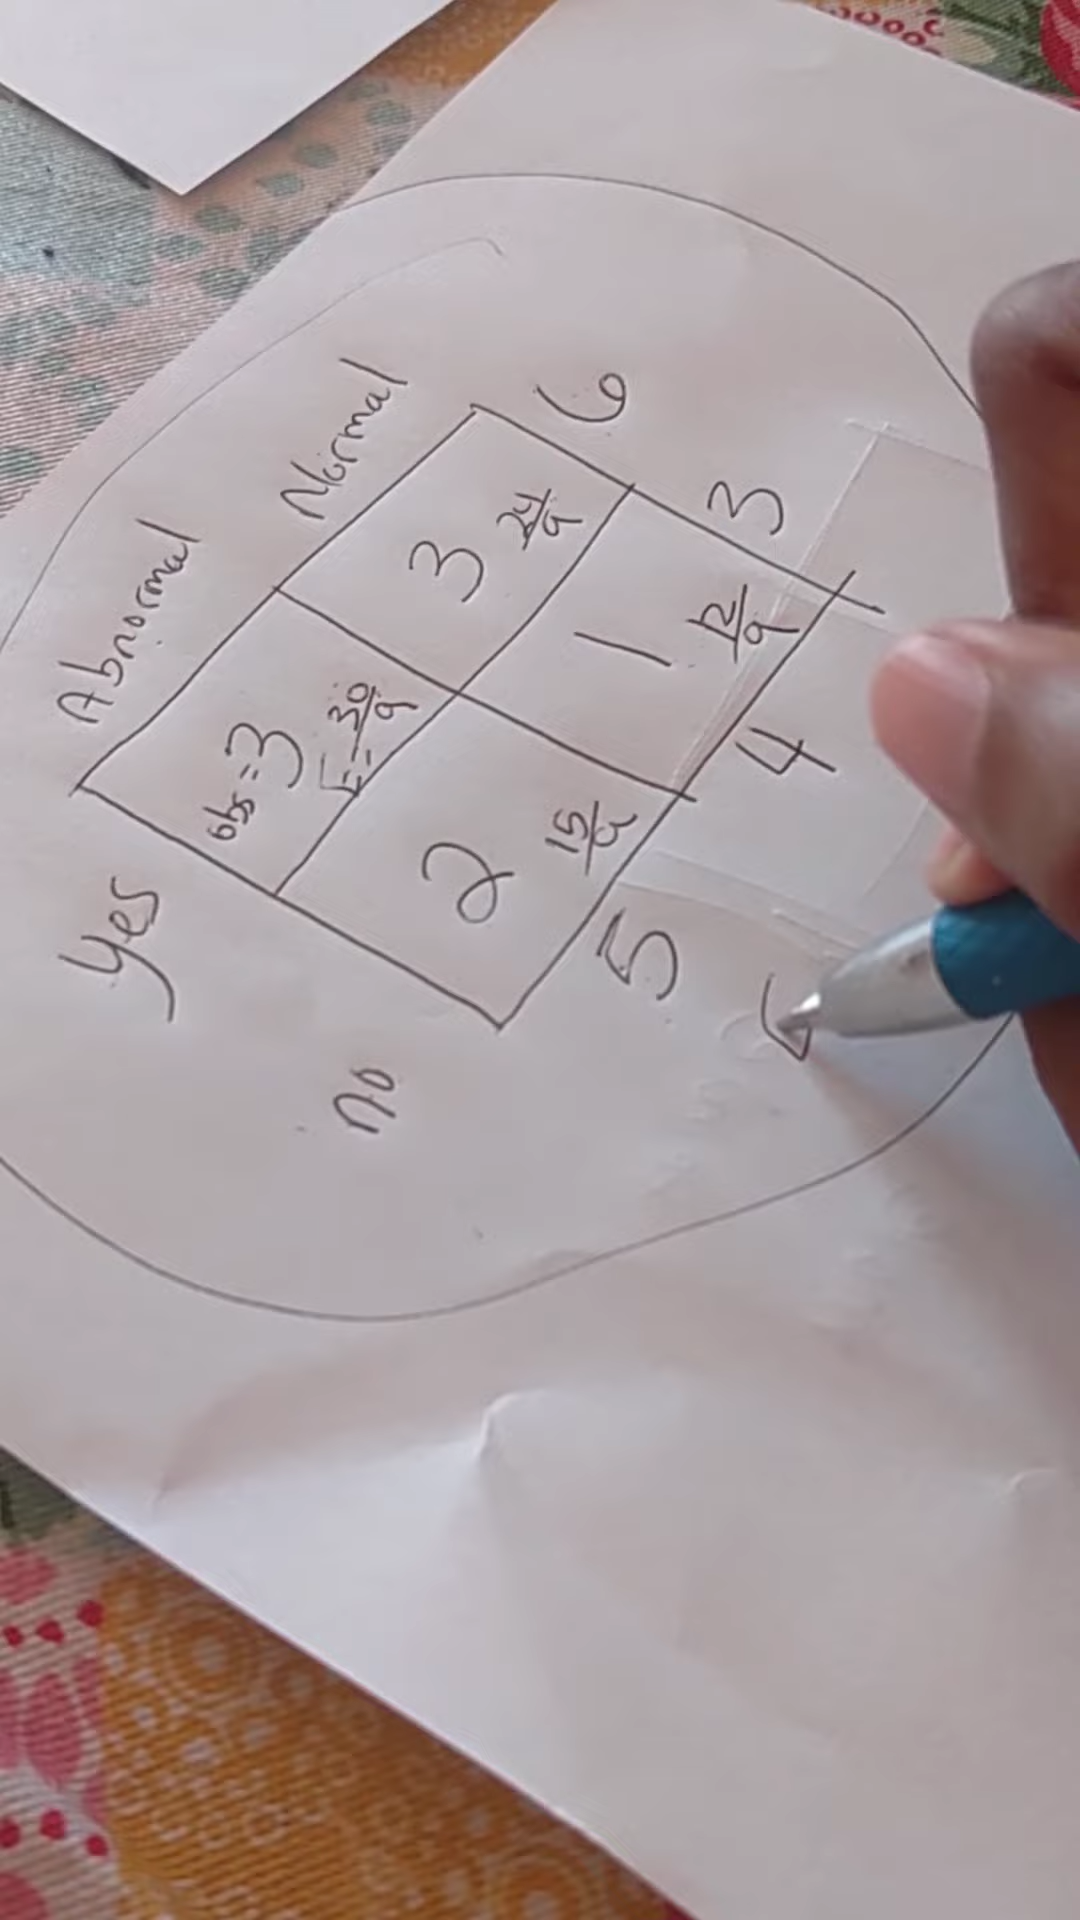 Abnormal Normal
Yes obs = 3 3 6
E = 30/9 24/9
no 2 1 3
15/9 12/9
5 4